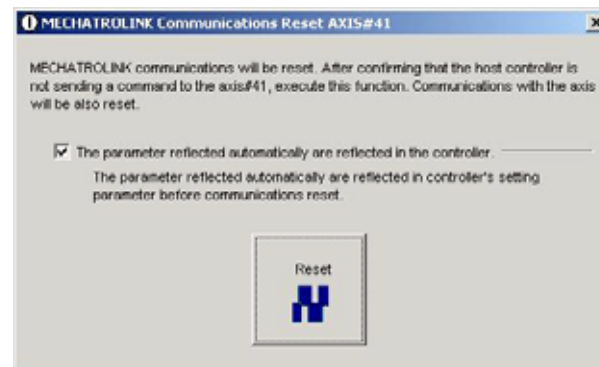 MECHATROLINK Communications Reset AXIS#41
MECHATROLINK communications will be reset. After confirming that the host controller is
not sending a command to the axis#41, execute this function. Communications with the axis
will be also reset.
The parameter reflected automatically are reflected in the controller.
The parameter reflected automatically are reflected in controller's setting
parameter before communications reset.
Reset